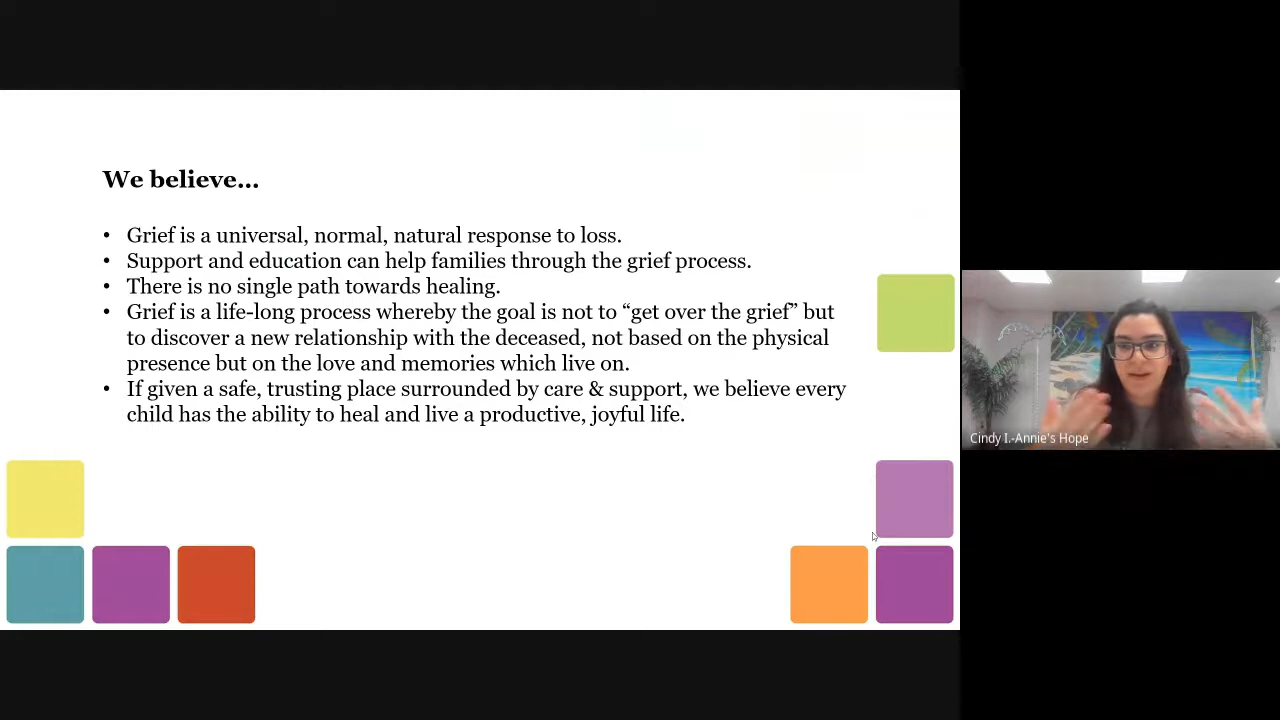 We believe...
• Grief is a universal, normal, natural response to loss.
• Support and education can help families through the grief process.
• There is no single path towards healing.
• Grief is a life-long process whereby the goal is not to “get over the grief” but
to discover a new relationship with the deceased, not based on the physical
presence but on the love and memories which live on.
• If given a safe, trusting place surrounded by care & support, we believe every
child has the ability to heal and live a productive, joyful life.
Cindy I.-Annie's Hope